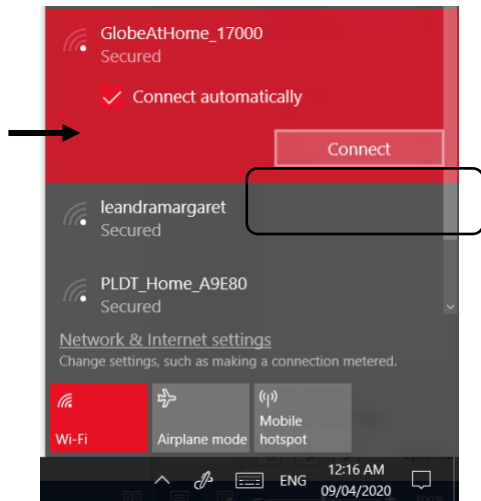 GlobeAtHome_17000
Secured
Connect automatically
Connect
leandramargaret
Secured
PLDT_Home_A9E80
Secured
Network & Internet settings
Change settings, such as making a connection metered.
Wi-Fi
Airplane mode
Mobile
hotspot
ENG
12:16 AM
09/04/2020
100%